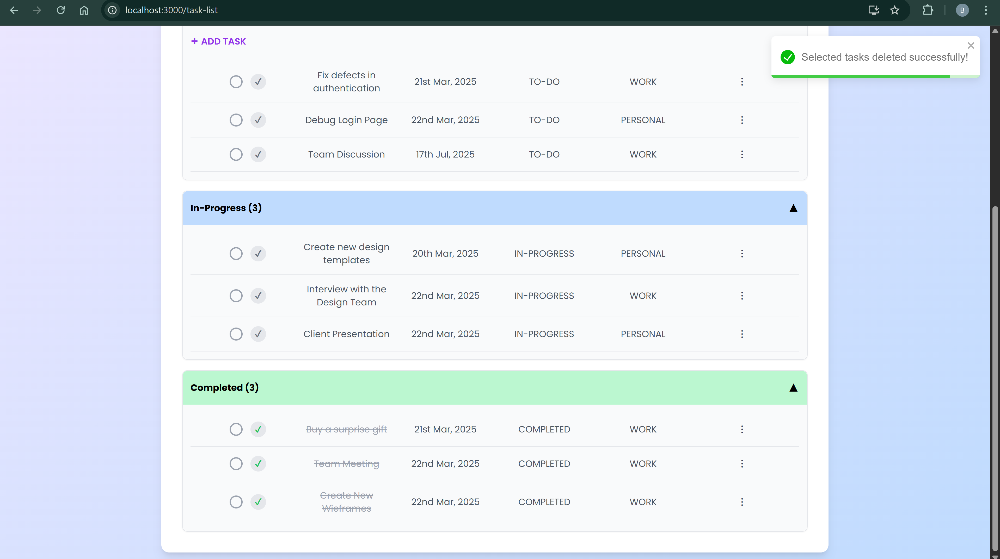 localhost:3000/task-list
B
+ ADD TASK
Selected tasks deleted successfully!
Fix defects in
authentication
21st Mar, 2025
TO-DO
WORK
Debug Login Page
22nd Mar, 2025
TO-DO
PERSONAL
Team Discussion
17th Jul, 2025
TO-DO
WORK
In-Progress (3)
Create new design
templates
20th Mar, 2025
IN-PROGRESS
PERSONAL
Interview with the
Design Team
22nd Mar, 2025
IN-PROGRESS
WORK
Client Presentation
22nd Mar, 2025
IN-PROGRESS
PERSONAL
Completed (3)
Buy a surprise gift
21st Mar, 2025
COMPLETED
WORK
Team Meeting
22nd Mar, 2025
COMPLETED
WORK
Create New
Wieframes
22nd Mar, 2025
COMPLETED
WORK